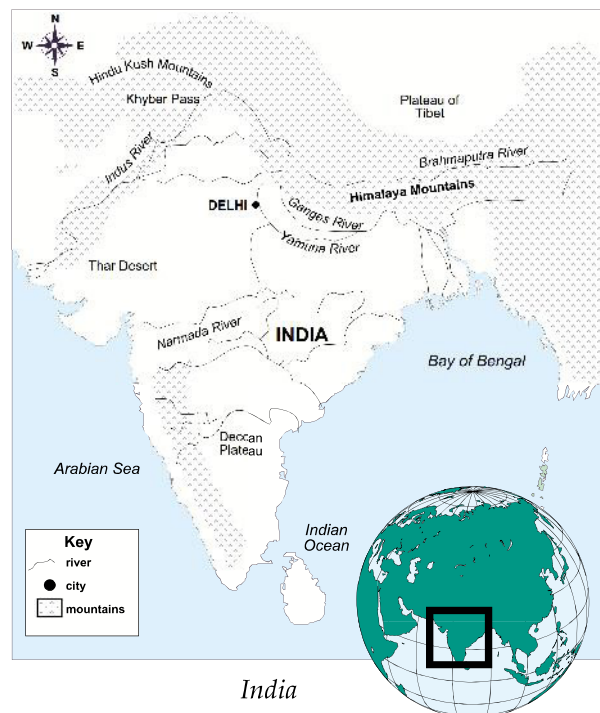 N
W
E
S
Hindu Kush Mountains
Khyber Pass
Plateau of
Tibet
Indus River
Brahmaputra River
Himalaya Mountains
DELHI
Ganges River
Yamuna River
Thar Desert
Narmada River
INDIA
Bay of Bengal
Deccan
Plateau
Arabian Sea
Indian
Ocean
Key
river
city
mountains
India